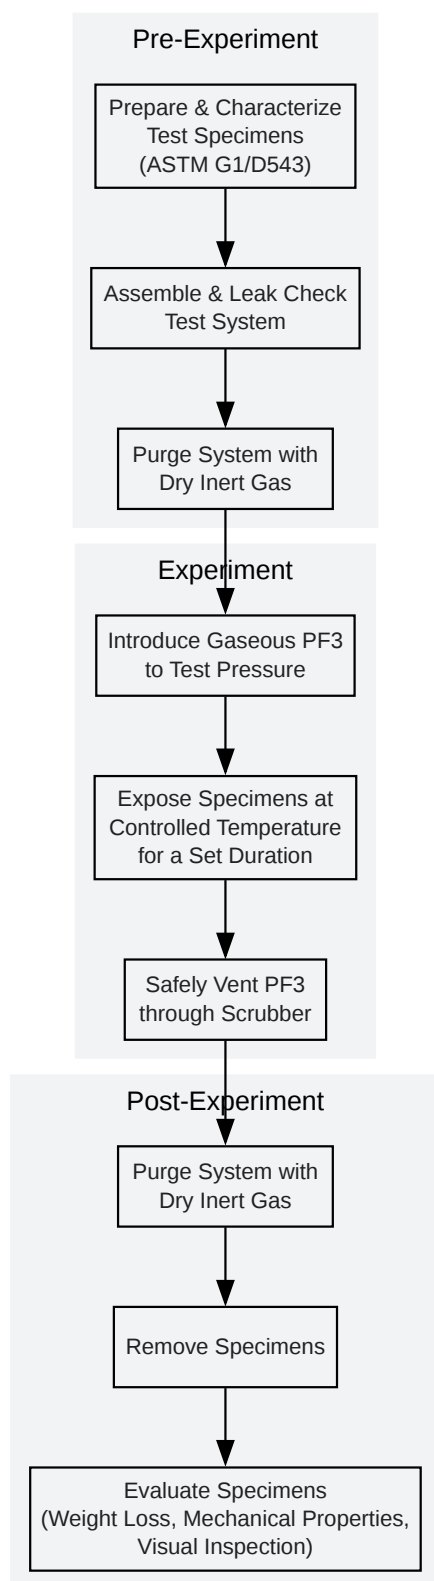 Pre-Experiment
Prepare & Characterize
Test Specimens
(ASTM G1/D543)
Assemble & Leak Check
Test System
Purge System with
Dry Inert Gas
Experiment
Introduce Gaseous PF3
to Test Pressure
Expose Specimens at
Controlled Temperature
for a Set Duration
Safely Vent PF3
through Scrubber
Post-Experiment
Purge System with
Dry Inert Gas
Remove Specimens
Evaluate Specimens
(Weight Loss, Mechanical Properties,
Visual Inspection)